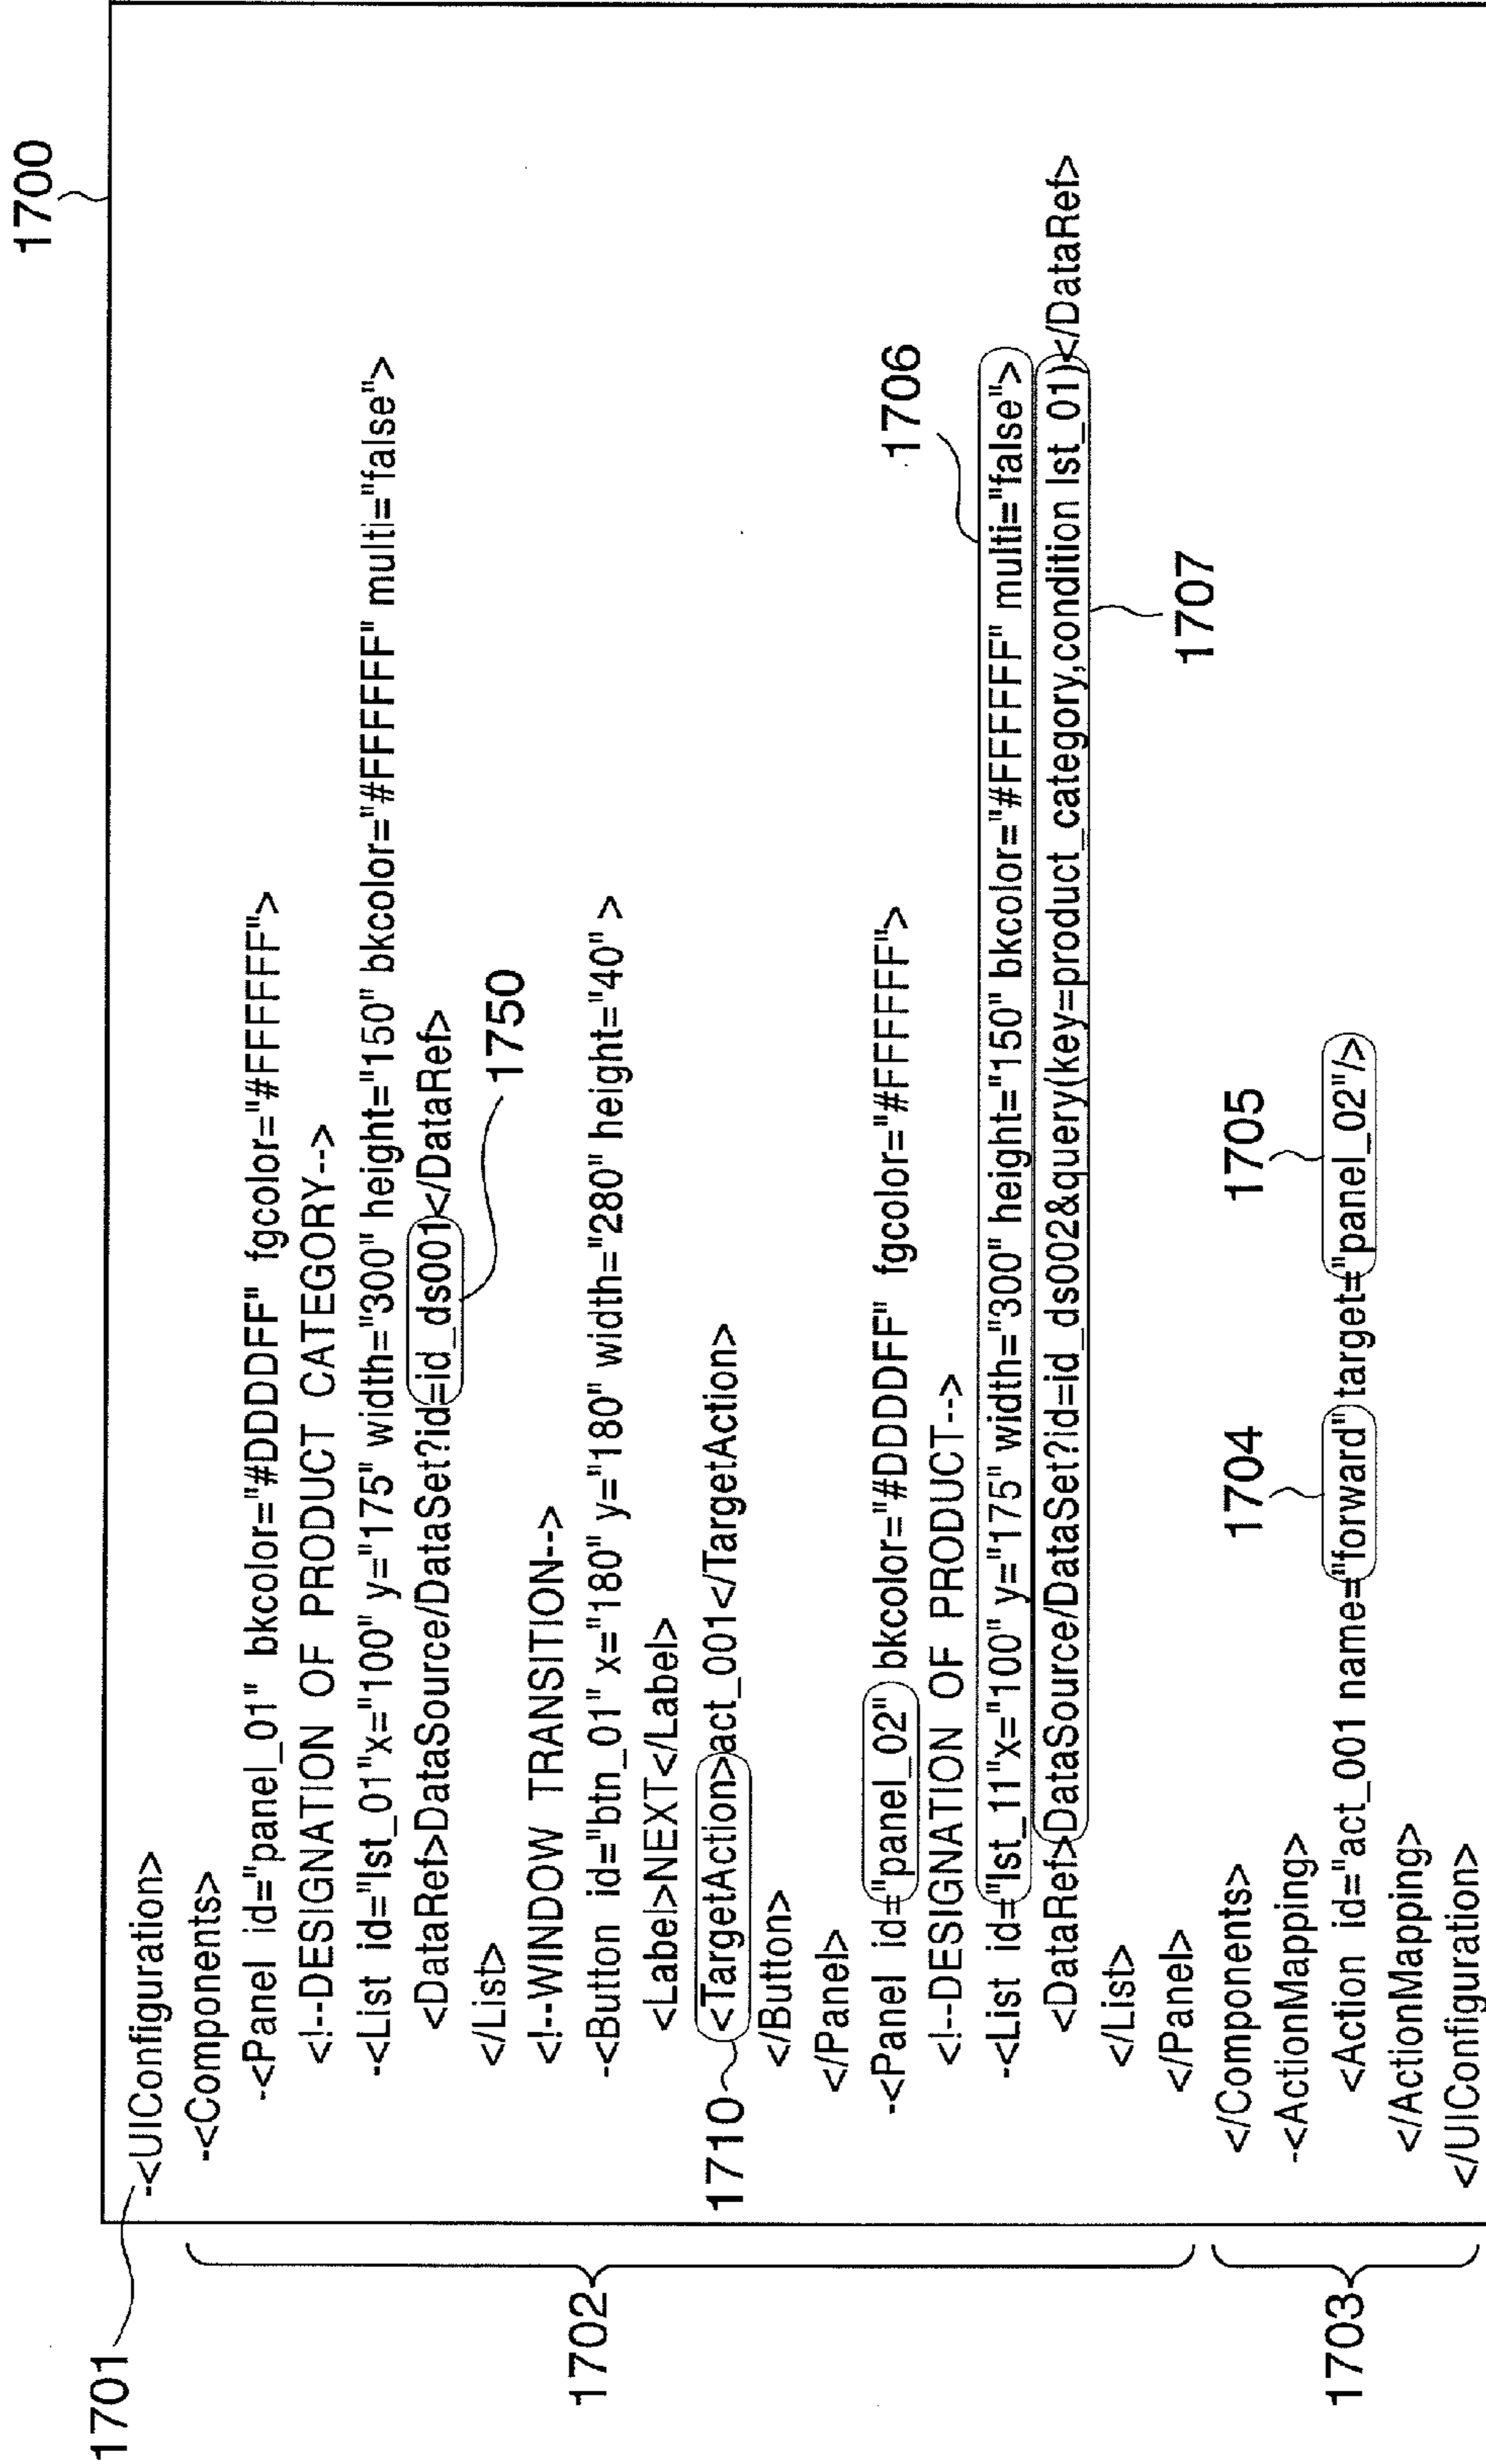 1700
1701
-<UIConfiguration>
-<Components>
-<Panel id="panel_01" bkcolor="#DDDDFF" fgcolor="#FFFFFF">
<!--DESIGNATION OF PRODUCT CATEGORY-->
-<List id="lst_01"x="100" y="175" width="300" height="150" bkcolor="#FFFFFF" multi="false">
<DataRef>DataSource/DataSet?id=id_ds001</DataRef>
</List>
1750
<!--WINDOW TRANSITION-->
-<Button id="btn_01" x="180" y="180" width="280" height="40" >
<Label>NEXT</Label>
1710
<TargetAction>act_001</TargetAction>
</Button>
</Panel>
1702
-<Panel id="panel_02" bkcolor="#DDDDFF" fgcolor="#FFFFFF">
1706
<!--DESIGNATION OF PRODUCT-->
-<List id="lst_11"x="100" y="175" width="300" height="150" bkcolor="#FFFFFF" multi="false">
<DataRef>DataSource/DataSet?id=id_ds002&query(key=product_category,condition lst_01)</DataRef>
</List>
1707
</Panel>
</Components>
-<ActionMapping>
1704
1705
<Action id="act_001 name="forward" target="panel_02"/>
</ActionMapping>
</UIConfiguration>
1703